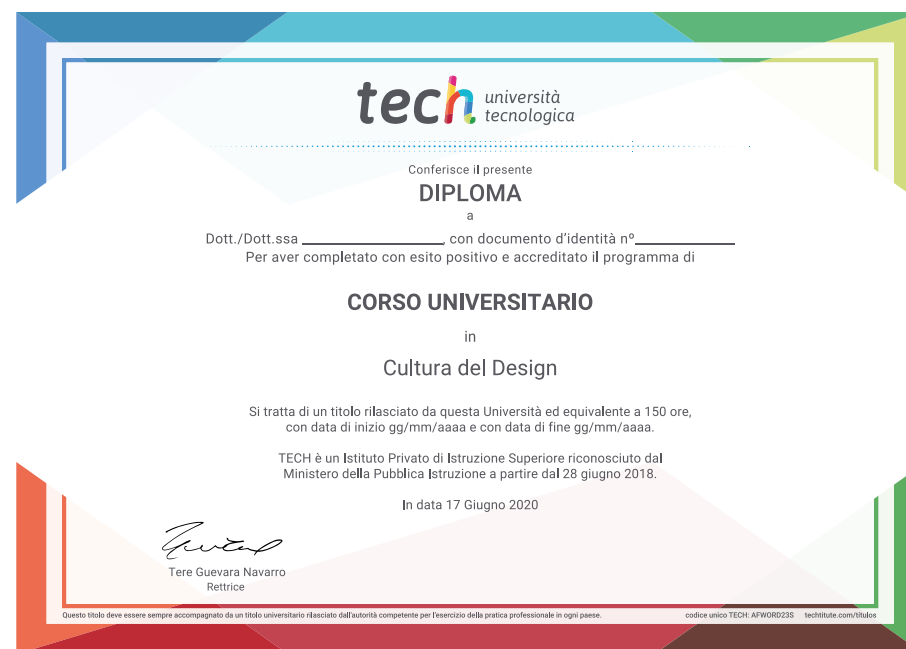 tech università
tecnologica
Conferisce il presente
DIPLOMA
a
Dott./Dott.ssa ____________________, con documento d'identità nº______________
Per aver completato con esito positivo e accreditato il programma di
CORSO UNIVERSITARIO
in
Cultura del Design
Si tratta di un titolo rilasciato da questa Università ed equivalente a 150 ore,
con data di inizio gg/mm/aaaa e con data di fine gg/mm/aaaa.
TECH è un Istituto Privato di Istruzione Superiore riconosciuto dal
Ministero della Pubblica Istruzione a partire dal 28 giugno 2018.
In data 17 Giugno 2020
Tere Guevara Navarro
Rettrice
Questo titolo deve essere sempre accompagnato da un titolo universitario rilasciato dall'autorità competente per l'esercizio della pratica professionale in ogni paese. codice unico TECH: AFWORD23S techtitute.com/titulos